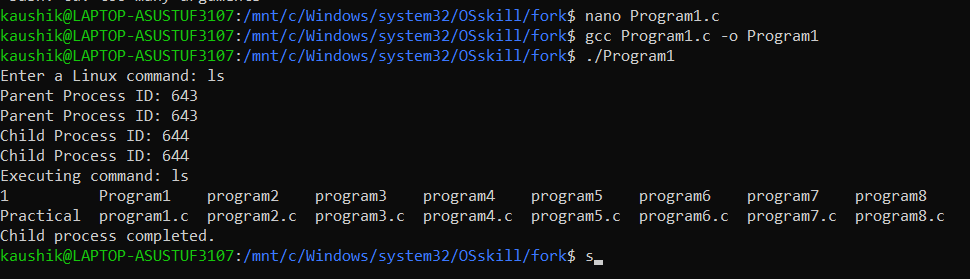 kaushik@LAPTOP-ASUSTUF3107:/mnt/c/Windows/system32/OSskill/fork$ nano Program1.c
kaushik@LAPTOP-ASUSTUF3107:/mnt/c/Windows/system32/OSskill/fork$ gcc Program1.c -o Program1
kaushik@LAPTOP-ASUSTUF3107:/mnt/c/Windows/system32/OSskill/fork$ ./Program1
Enter a Linux command: ls
Parent Process ID: 643
Parent Process ID: 643
Child Process ID: 644
Child Process ID: 644
Executing command: ls
1 Program1 program2 program3 program4 program5 program6 program7 program8
Practical program1.c program2.c program3.c program4.c program5.c program6.c program7.c program8.c
Child process completed.
kaushik@LAPTOP-ASUSTUF3107:/mnt/c/Windows/system32/OSskill/fork$ s